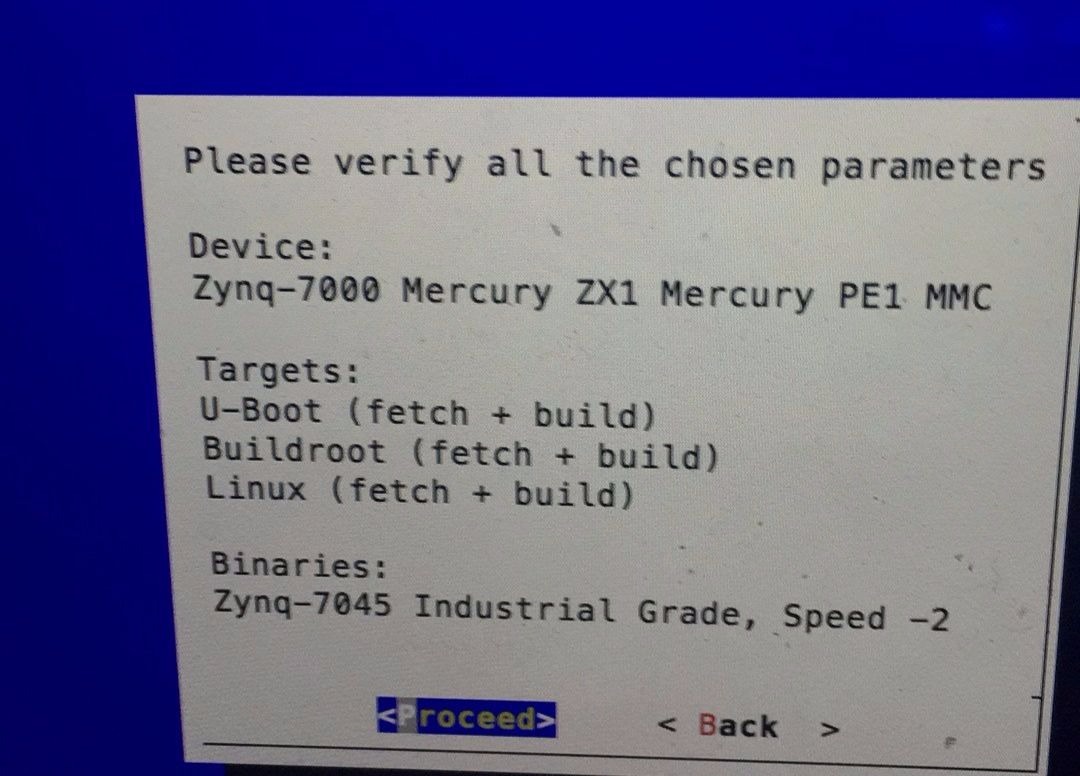 Please verify all the chosen parameters
Device:
Zynq-7000 Mercury ZX1 Mercury PE1 MMC
Targets:
U-Boot (fetch + build)
Buildroot (fetch + build)
Linux (fetch + build)
Binaries:
Zynq-7045 Industrial Grade, Speed -2
<Proceed> < Back >